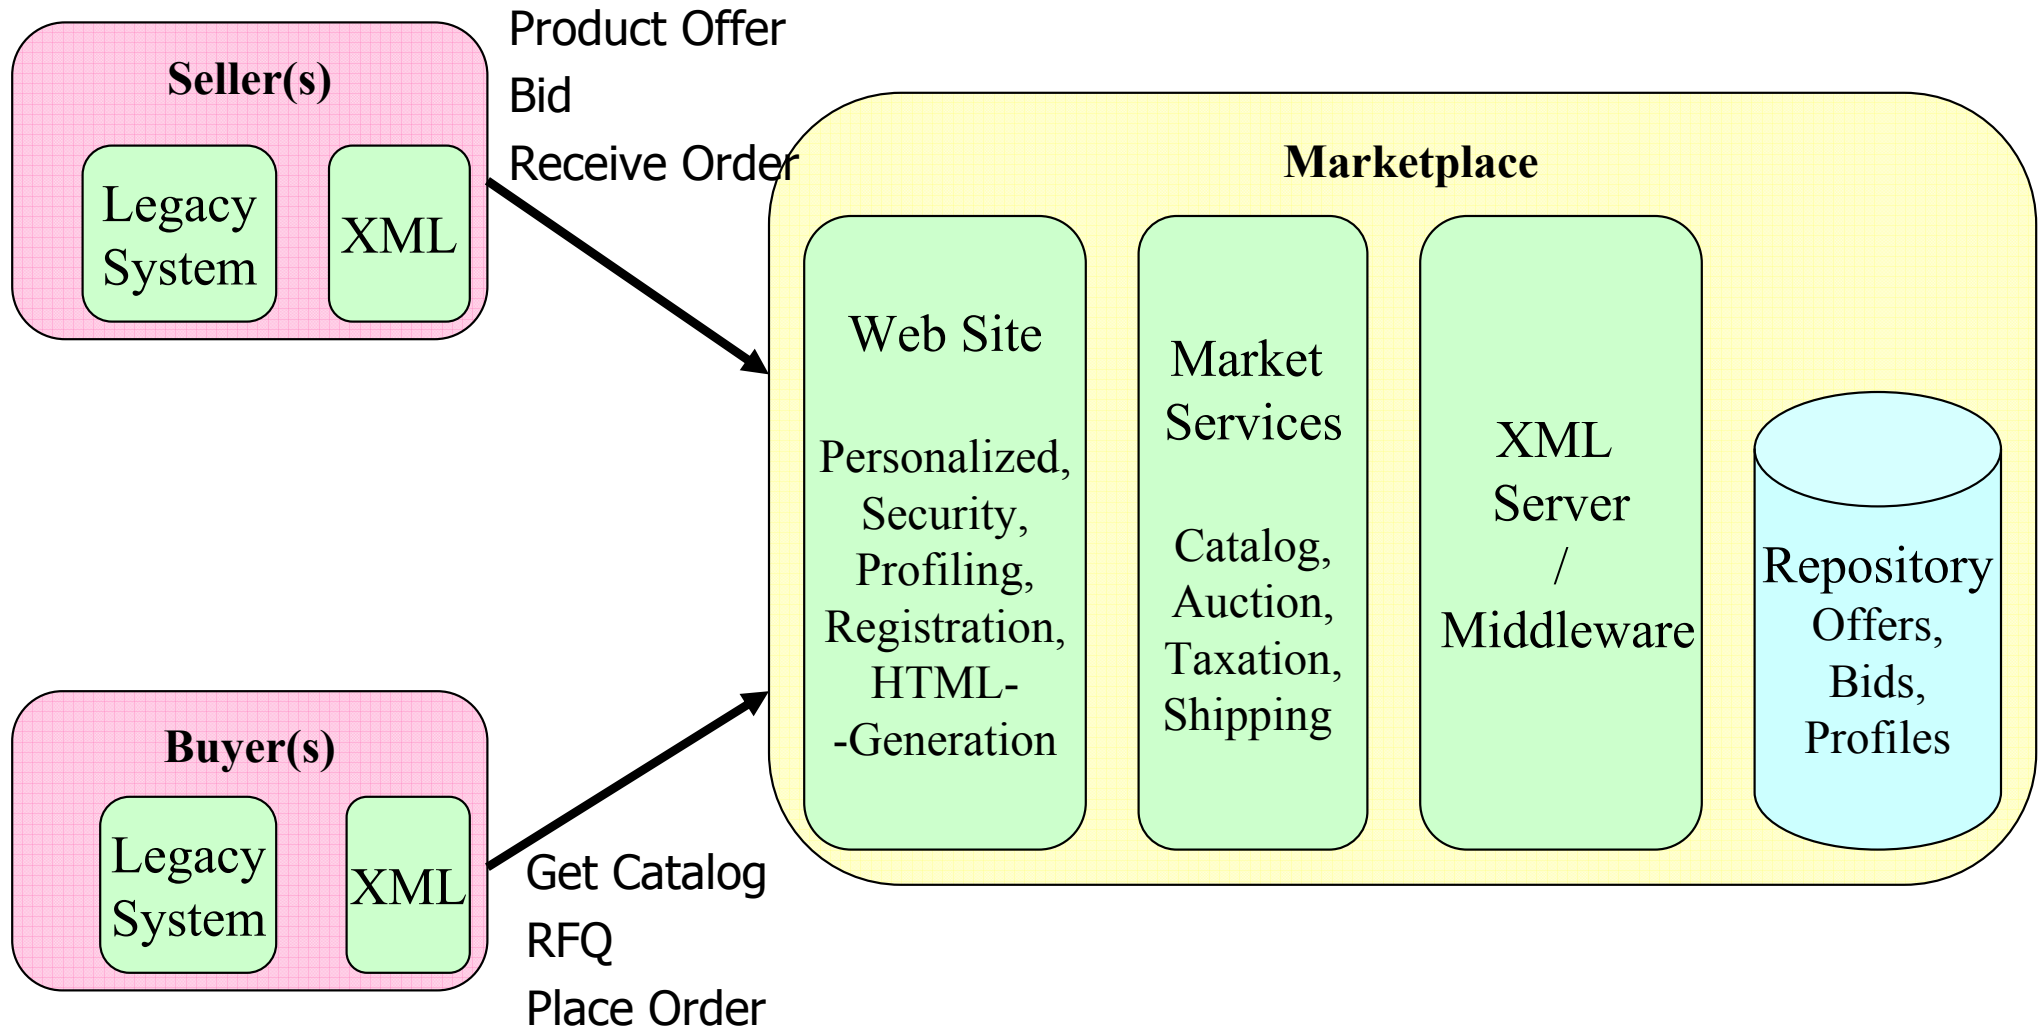 Product Offer
Bid
Receive Order
Seller(s)
Legacy
System
XML
Marketplace
Web Site
Personalized,
Security,
Profiling,
Registration,
HTML-
-Generation
Market
Services
Catalog,
Auction,
Taxation,
Shipping
XML
Server
/
Middleware
Repository
Offers,
Bids,
Profiles
Buyer(s)
Legacy
System
XML
Get Catalog
RFQ
Place Order